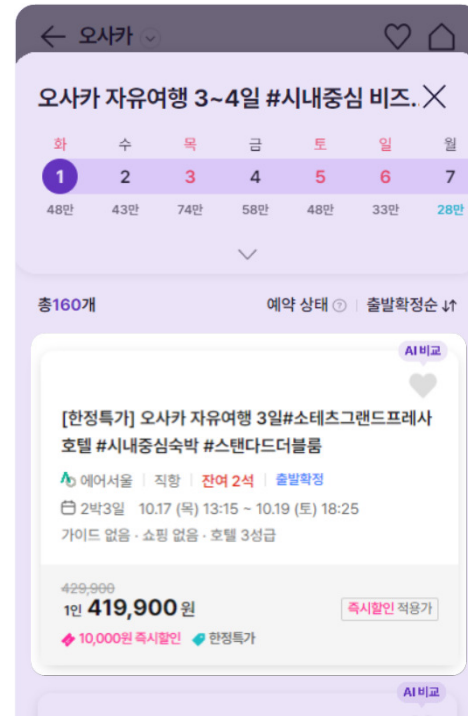 오사카
오사카 자유여행 3~4일 #시내중심 비즈..
화 수 목 금 토 일 월
1 2 3 4 5 6 7
48만 43만 74만 58만 48만 33만 28만
총160개 예약 상태 ? 출발확정순
AI 비교
[한정특가] 오사카 자유여행 3일#소테츠그랜드프레사
호텔 #시내중심숙박 #스탠다드더블룸
에어서울 직항 잔여 2석 출발확정
2박3일 10.17 (목) 13:15 ~ 10.19 (토) 18:25
가이드 없음 · 쇼핑 없음 · 호텔 3성급
429,900
1인 419,900원 즉시할인 적용가
10,000원 즉시할인 한정특가
AI 비교